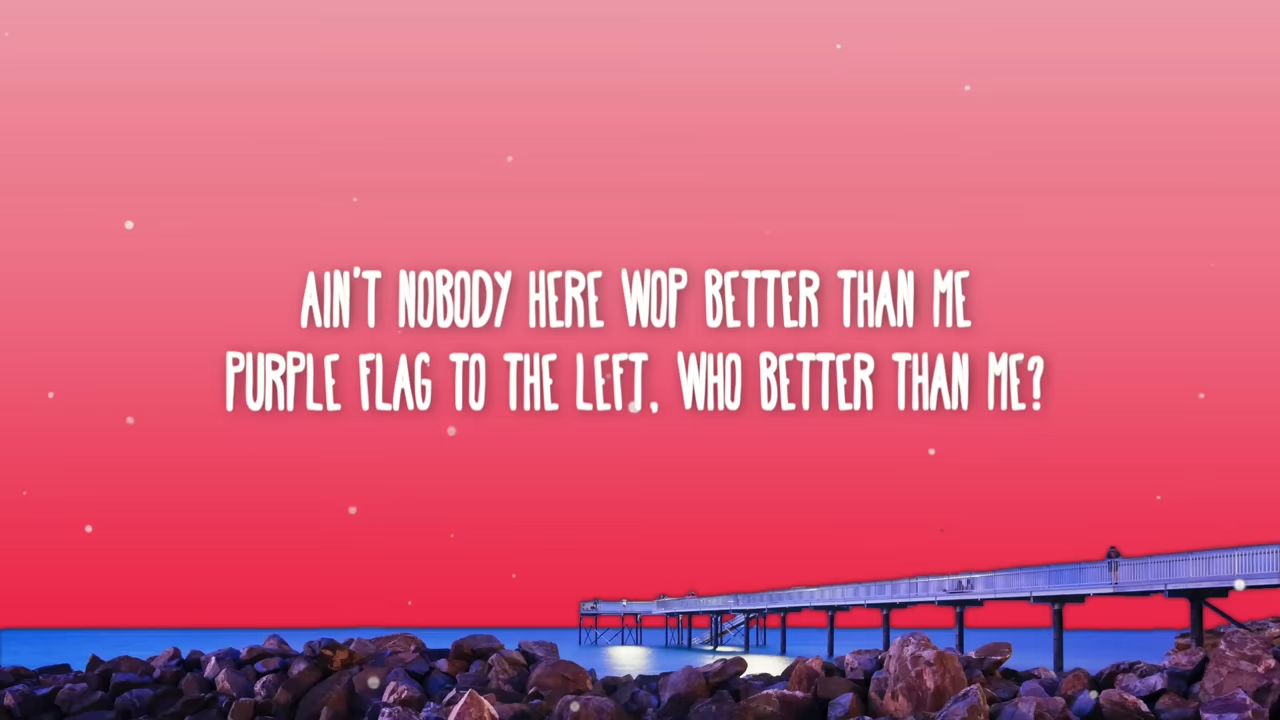 AIN'T NOBODY HERE WOP BETTER THAN ME
PURPLE FLAG TO THE LEFT, WHO BETTER THAN ME?